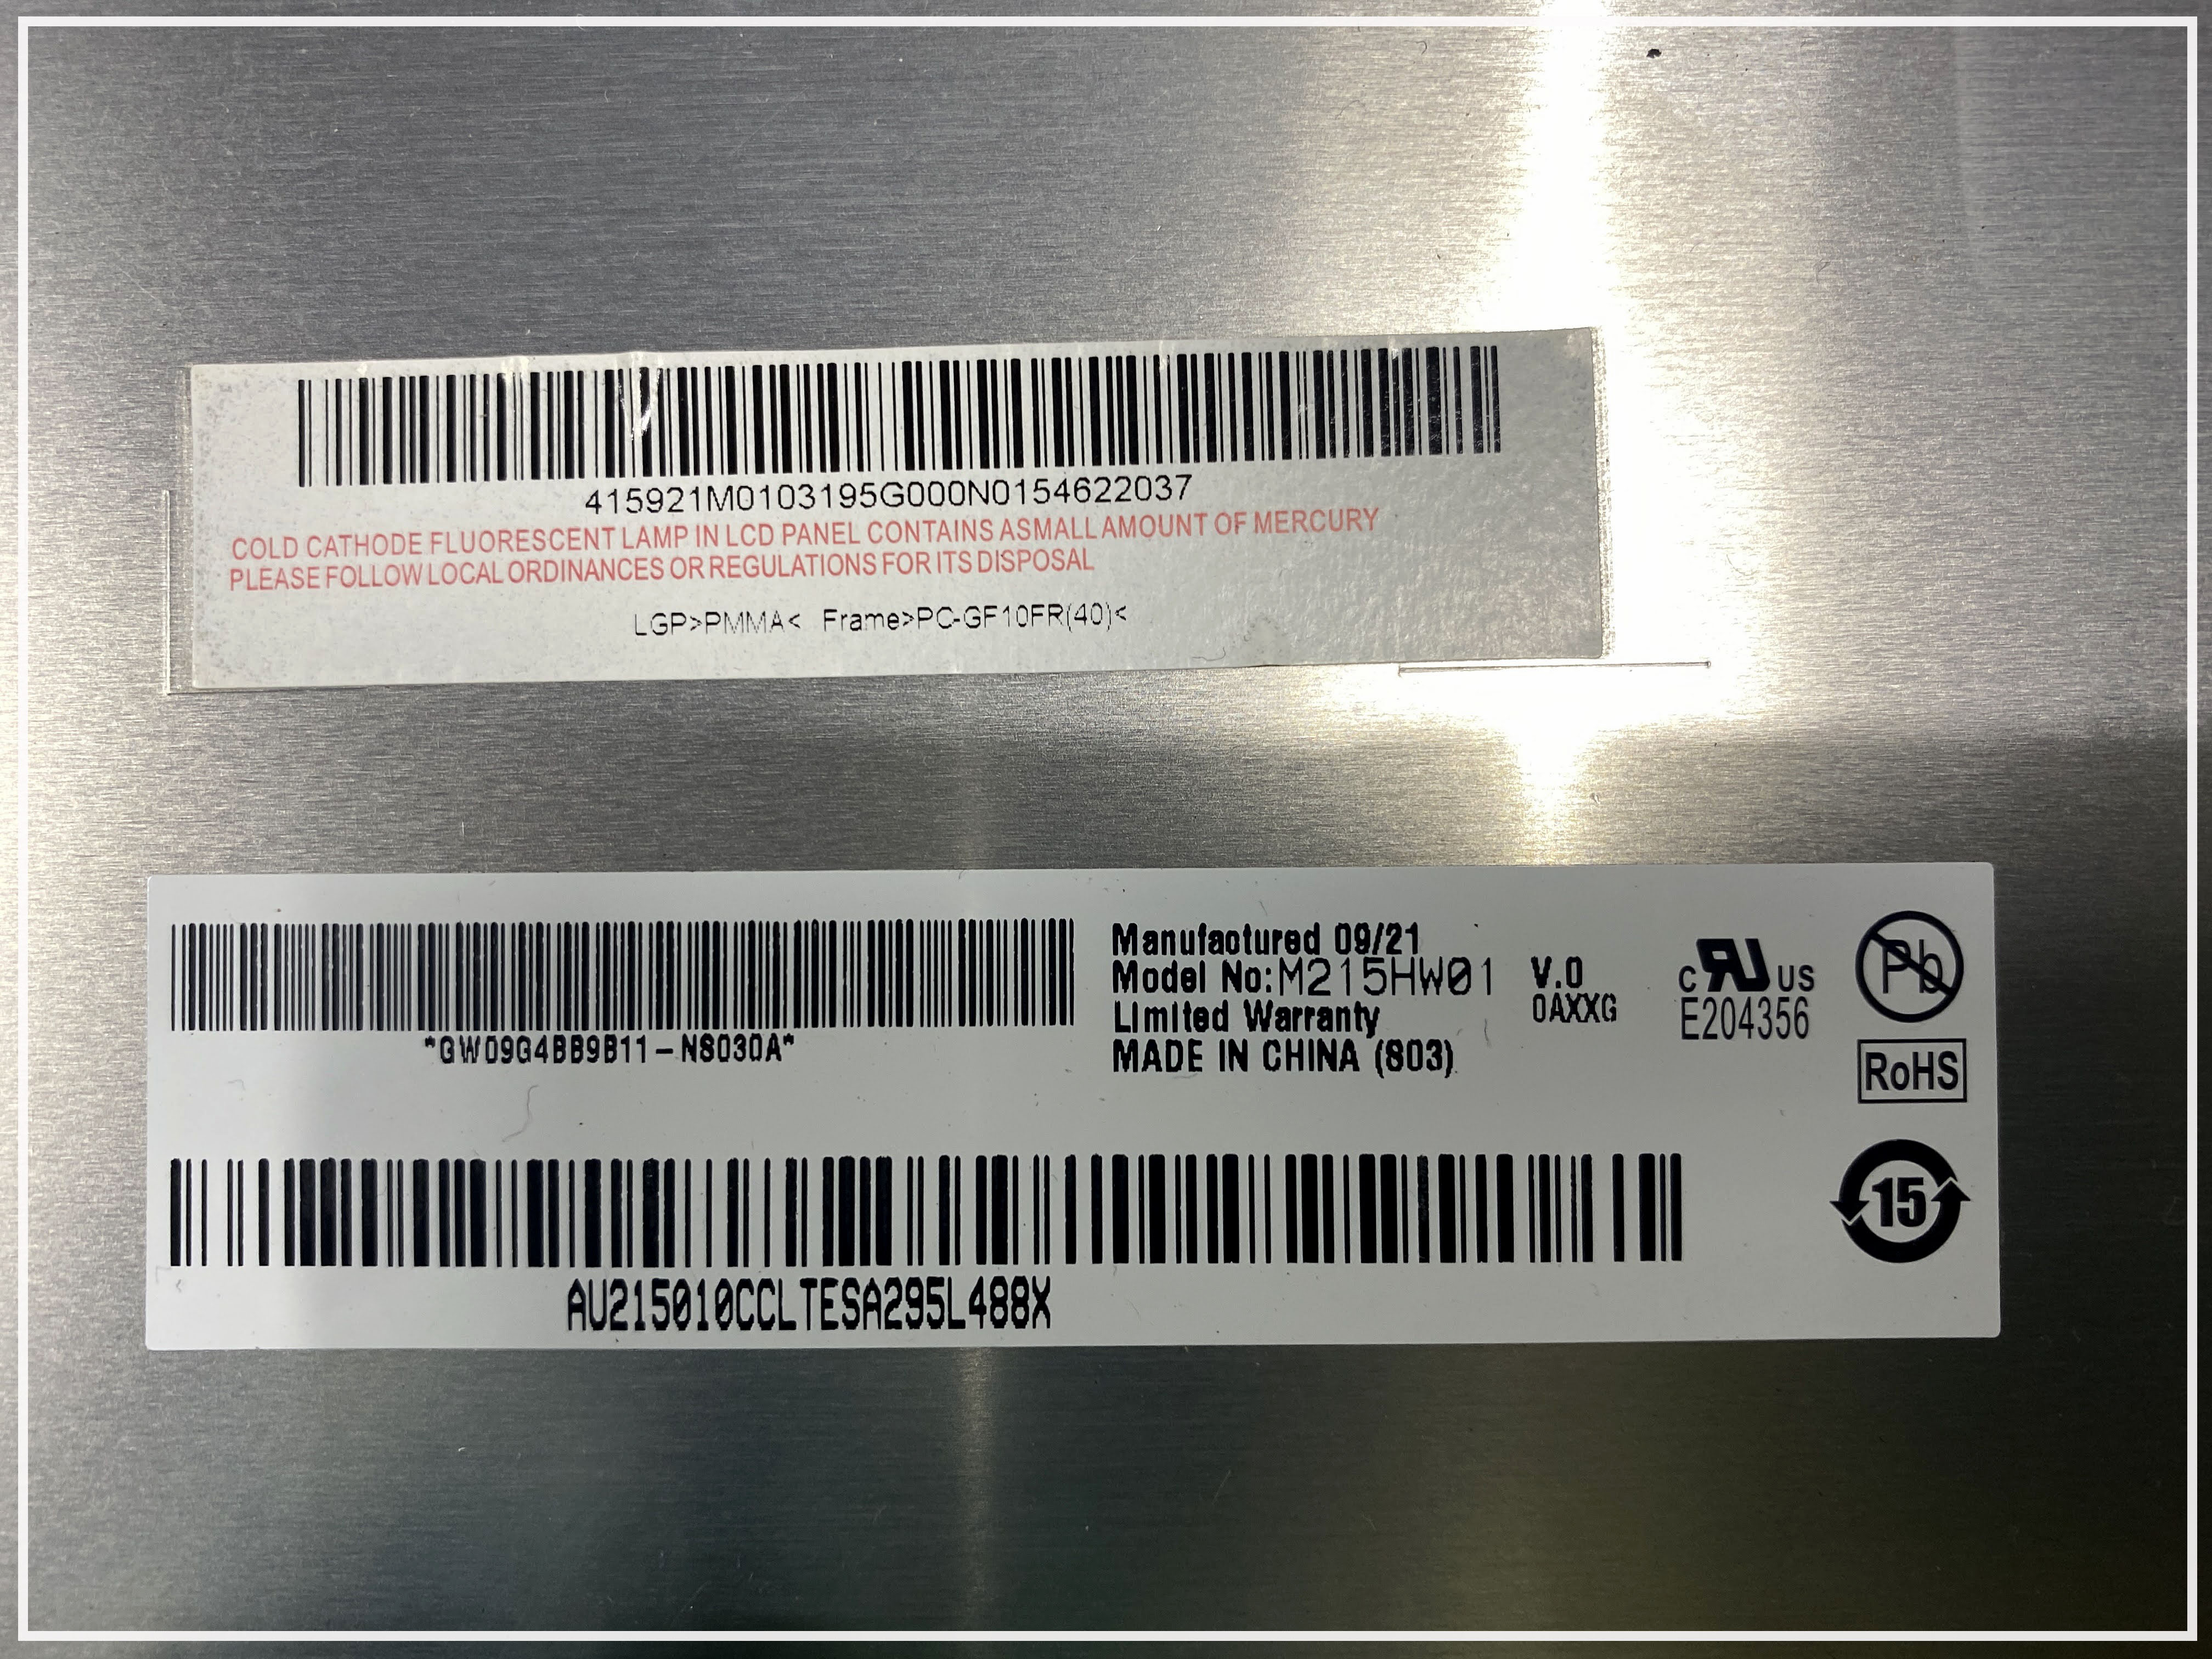 415921M0103195G000N0154622037
COLD CATHODE FLUORESCENT LAMP IN LCD PANEL CONTAINS ASMALL AMOUNT OF MERCURY
PLEASE FOLLOW LOCAL ORDINANCES OR REGULATIONS FOR ITS DISPOSAL
LGP>PMMA< Frame>PC-GF10FR(40)<
*GW09G4BB9B11-NS030A*
Manufactured 09/21
Model No:M215HW01 V.0
0AXXG
Limited Warranty
MADE IN CHINA (S03)
c RU US
E204356
Pb
RoHS
15
AU215010CCLTESA295L488X